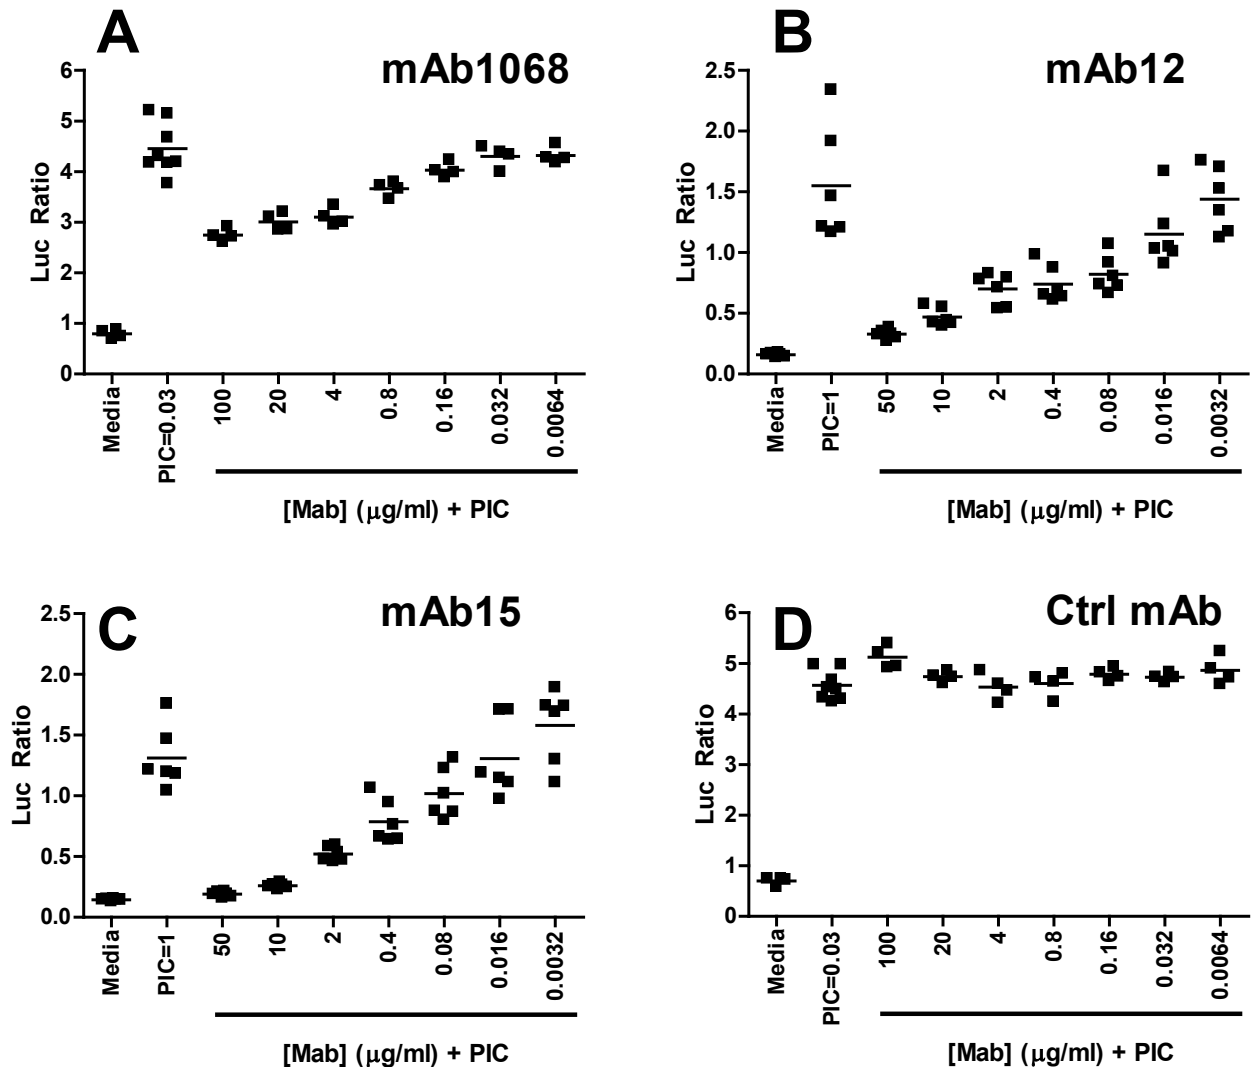 A
mAb1068
6
5
4
3
2
1
0
Luc Ratio
Media
PIC=0.03
100
20
4
0.8
0.16
0.032
0.0064
[Mab] (μg/ml) + PIC
B
mAb12
2.5
2.0
1.5
1.0
0.5
0.0
Luc Ratio
Media
PIC=1
50
10
2
0.4
0.08
0.016
0.0032
[Mab] (μg/ml) + PIC
C
mAb15
2.5
2.0
1.5
1.0
0.5
0.0
Luc Ratio
Media
PIC=1
50
10
2
0.4
0.08
0.016
0.0032
[Mab] (μg/ml) + PIC
D
Ctrl mAb
6
5
4
3
2
1
0
Luc Ratio
Media
PIC=0.03
100
20
4
0.8
0.16
0.032
0.0064
[Mab] (μg/ml) + PIC